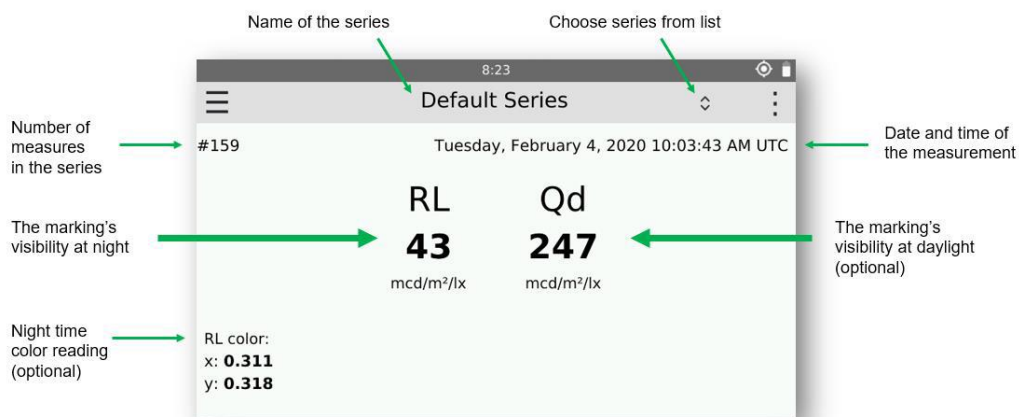 Name of the series
Choose series from list
8:23
Default Series
Number of
measures
in the series
#159
Tuesday, February 4, 2020 10:03:43 AM UTC
Date and time of
the measurement
RL
Qd
The marking's
visibility at night
43
247
The marking's
visibility at daylight
(optional)
mcd/m²/lx
mcd/m²/lx
Night time
color reading
(optional)
RL color:
x: 0.311
y: 0.318